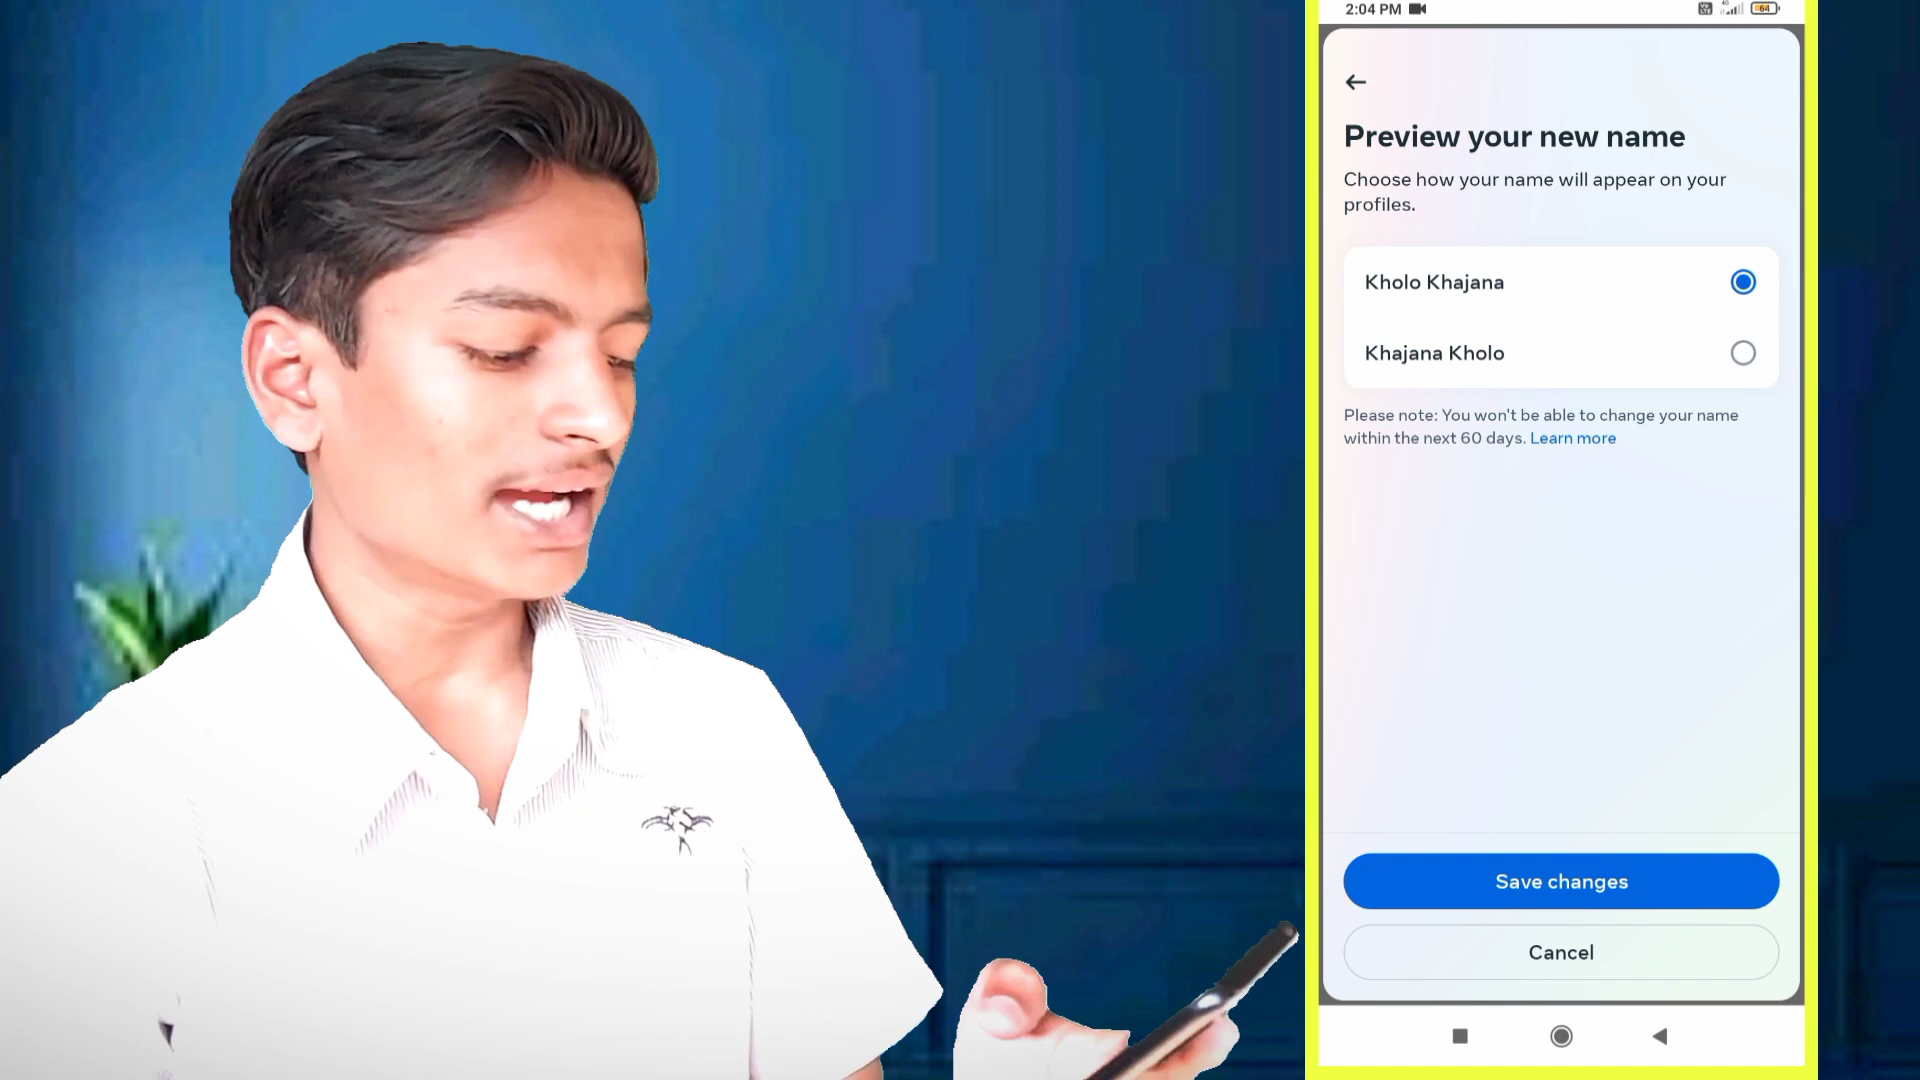 2:04 PM
64
Preview your new name
Choose how your name will appear on your
profiles.
Kholo Khajana
Khajana Kholo
Please note: You won't be able to change your name
within the next 60 days. Learn more
Save changes
Cancel